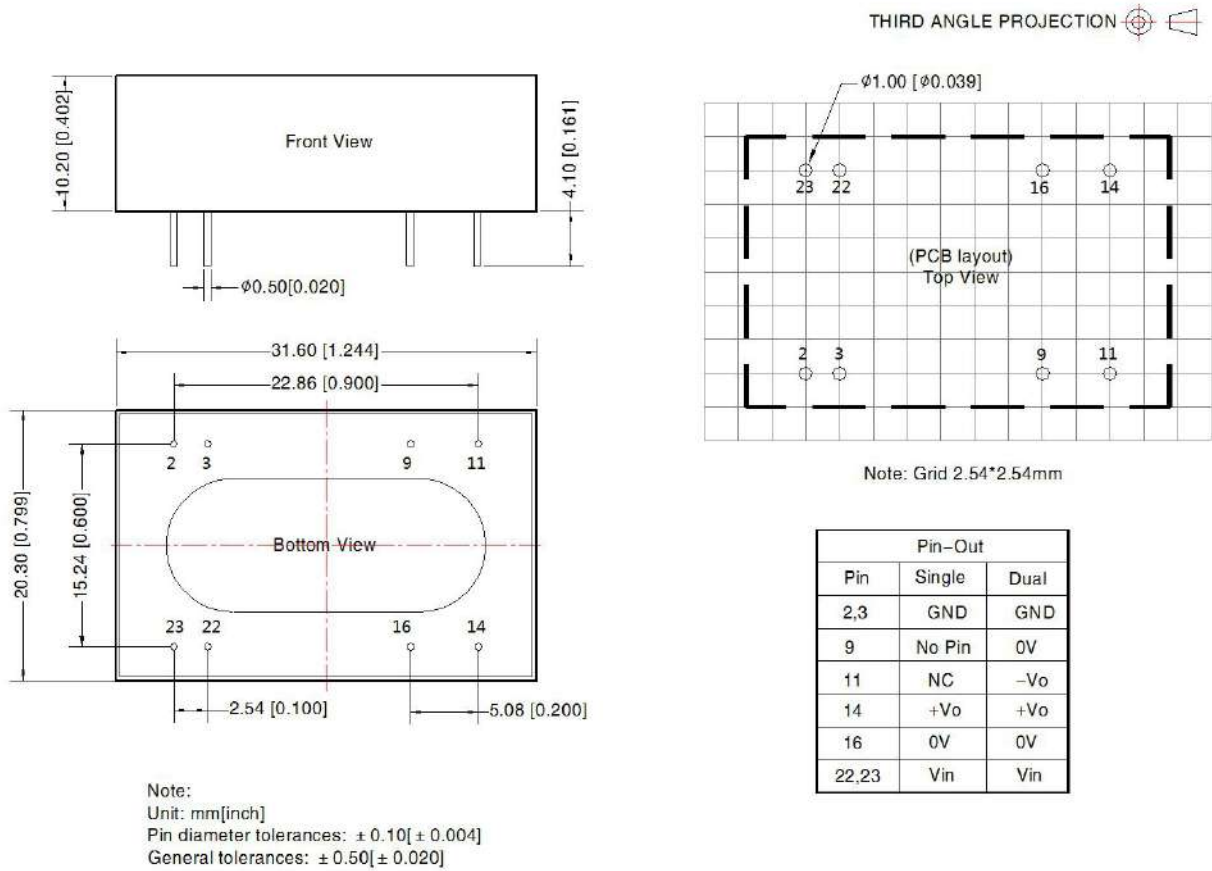 THIRD ANGLE PROJECTION
10.20 [0.402]
Front View
4.10 [0.161]
φ0.50[0.020]
φ1.00 [φ0.039]
23 22 16 14
(PCB layout)
Top View
2 3 9 11
Note: Grid 2.54*2.54mm
31.60 [1.244]
22.86 [0.900]
20.30 [0.799]
15.24 [0.600]
2 3 9 11
Bottom View
23 22 16 14
2.54 [0.100]
5.08 [0.200]
Pin-Out
Pin Single Dual
2,3 GND GND
9 No Pin 0V
11 NC -Vo
14 +Vo +Vo
16 0V 0V
22,23 Vin Vin
Note:
Unit: mm[inch]
Pin diameter tolerances: ± 0.10[± 0.004]
General tolerances: ± 0.50[± 0.020]